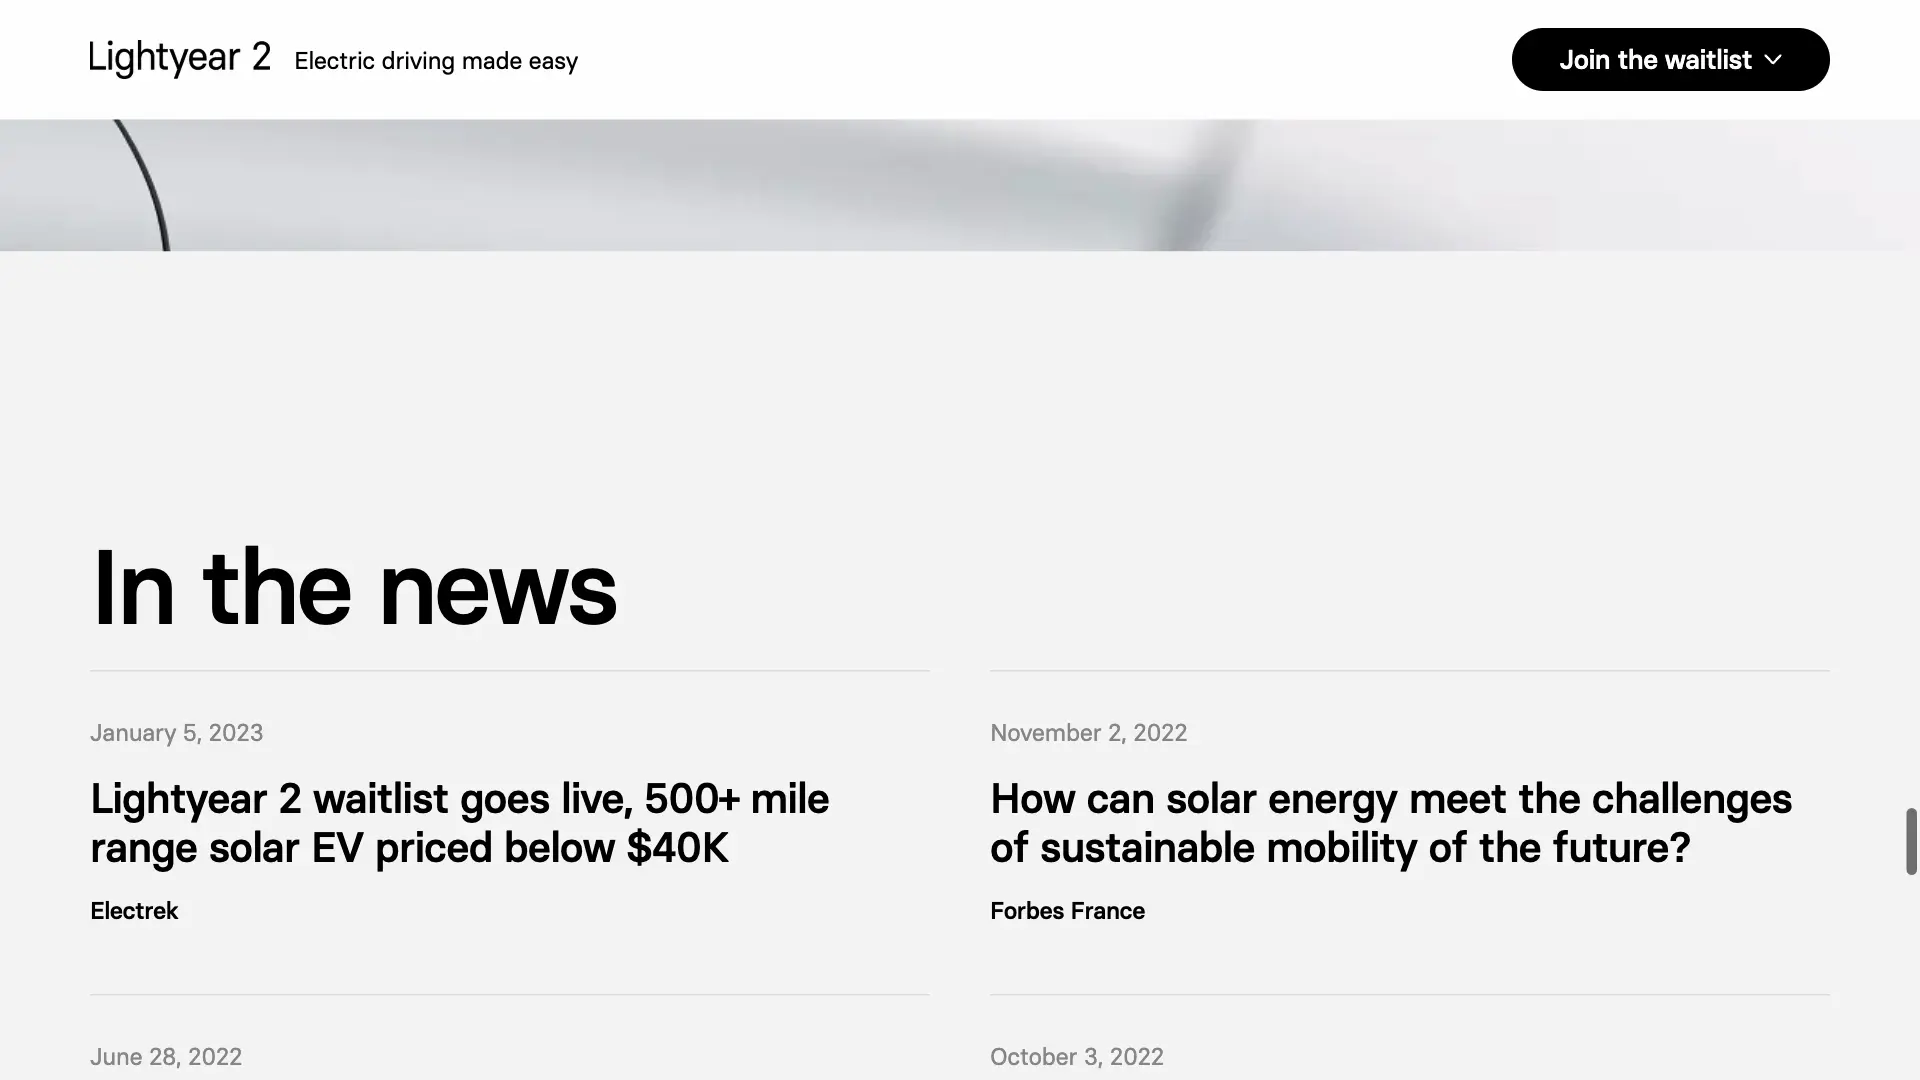 Lightyear 2 Electric driving made easy
Join the waitlist
In the news
January 5, 2023
Lightyear 2 waitlist goes live, 500+ mile
range solar EV priced below $40K
Electrek
November 2, 2022
How can solar energy meet the challenges
of sustainable mobility of the future?
Forbes France
June 28, 2022
October 3, 2022